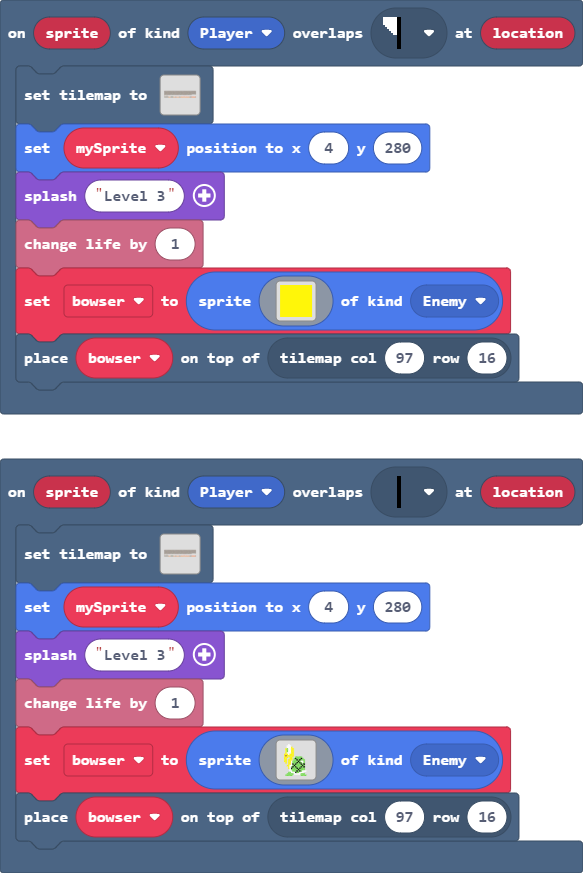 on sprite of kind Player overlaps at location
set tilemap to
set mySprite position to x 4 y 280
splash "Level 3"
change life by 1
set bowser to sprite of kind Enemy
place bowser on top of tilemap col 97 row 16
on sprite of kind Player overlaps at location
set tilemap to
set mySprite position to x 4 y 280
splash "Level 3"
change life by 1
set bowser to sprite of kind Enemy
place bowser on top of tilemap col 97 row 16